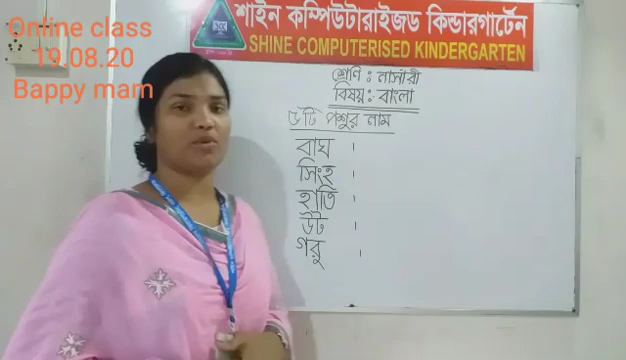 Online class
19.08.20
Bappy mam
শাইন কম্পিউটারাইজড কিন্ডারগার্টেন
SHINE COMPUTERISED KINDERGARTEN
শ্রেনি : নার্সারী
বিষয় : বাংলা
৫টি পশুর নাম
বাঘ ।
সিংহ ।
হাতি ।
উট ।
গরু ।